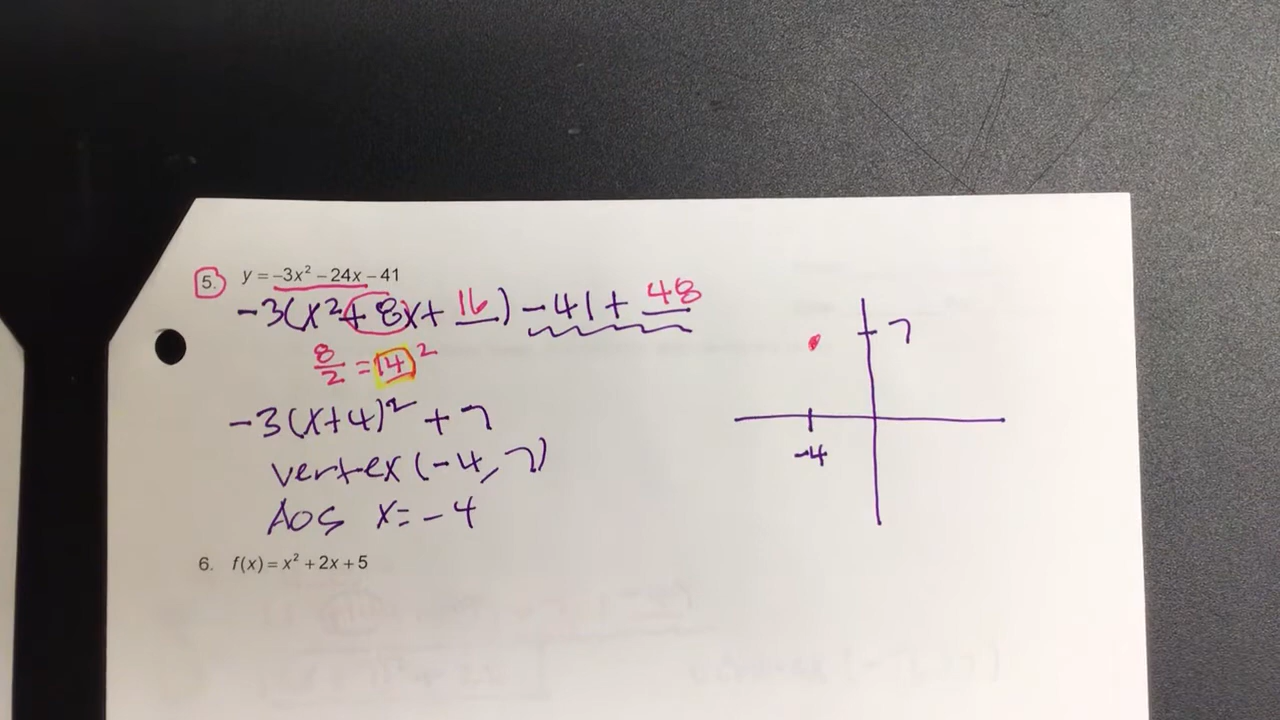 5. y = –3x² – 24x – 41
-3(x²+8x+ 16) -41+ 48
8/2 = 4²
-3(x+4)² +7
vertex (-4, 7)
AOS x=-4
7
-4
6. f(x) = x² + 2x + 5